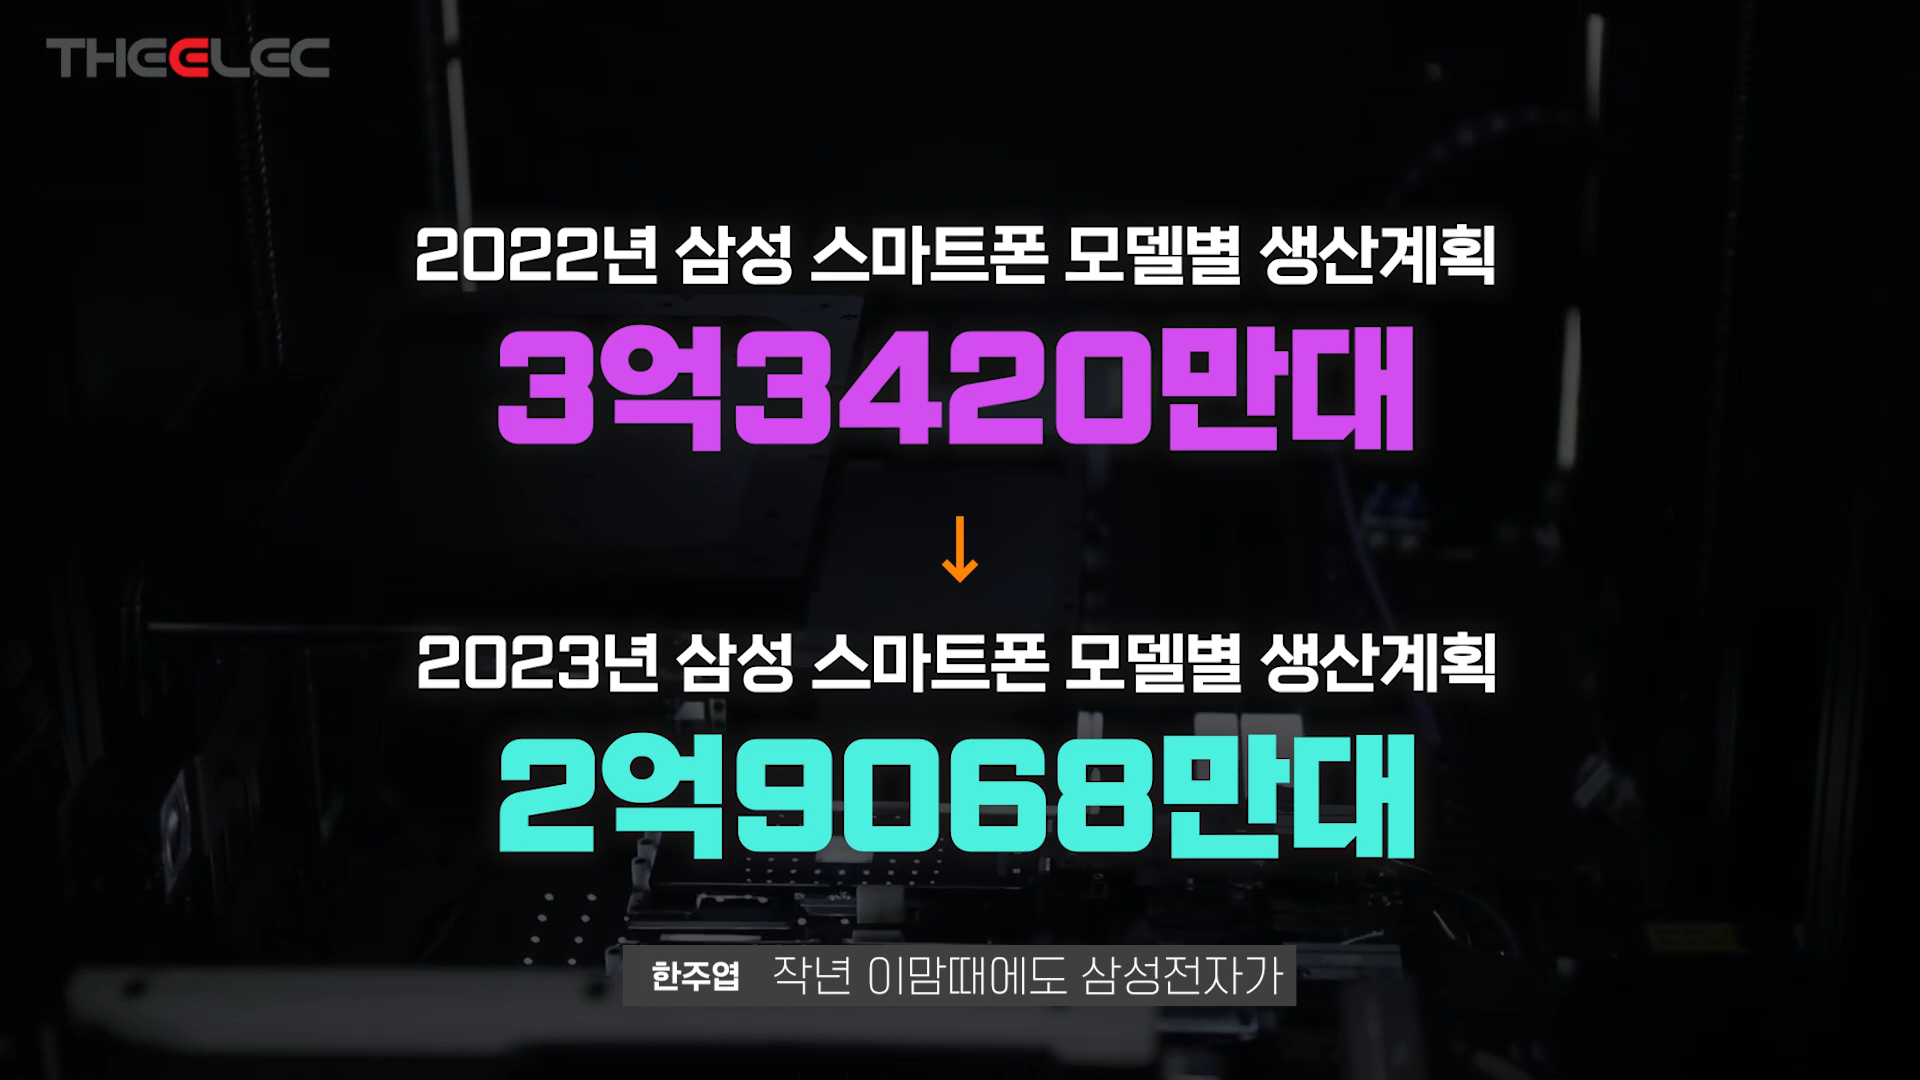 THEELEC
2022년 삼성 스마트폰 모델별 생산계획
3억3420만대
↓
2023년 삼성 스마트폰 모델별 생산계획
2억9068만대
한주엽 작년 이맘때에도 삼성전자가